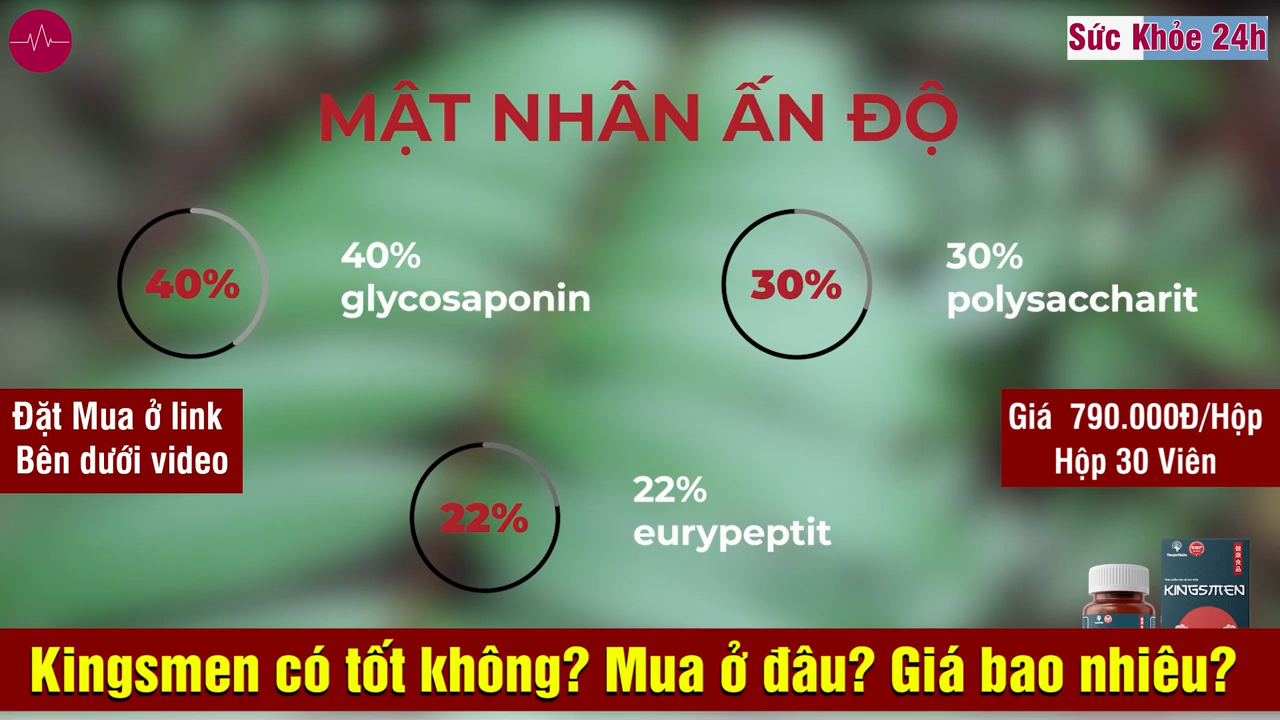 Sức Khỏe 24h
MẬT NHÂN ẤN ĐỘ
40%
40%
glycosaponin
30%
30%
polysaccharit
Đặt Mua ở link
Bên dưới video
Giá 790.000Đ/Hộp
Hộp 30 Viên
22%
22%
eurypeptit
KINGSMEN
Kingsmen có tốt không? Mua ở đâu? Giá bao nhiêu?